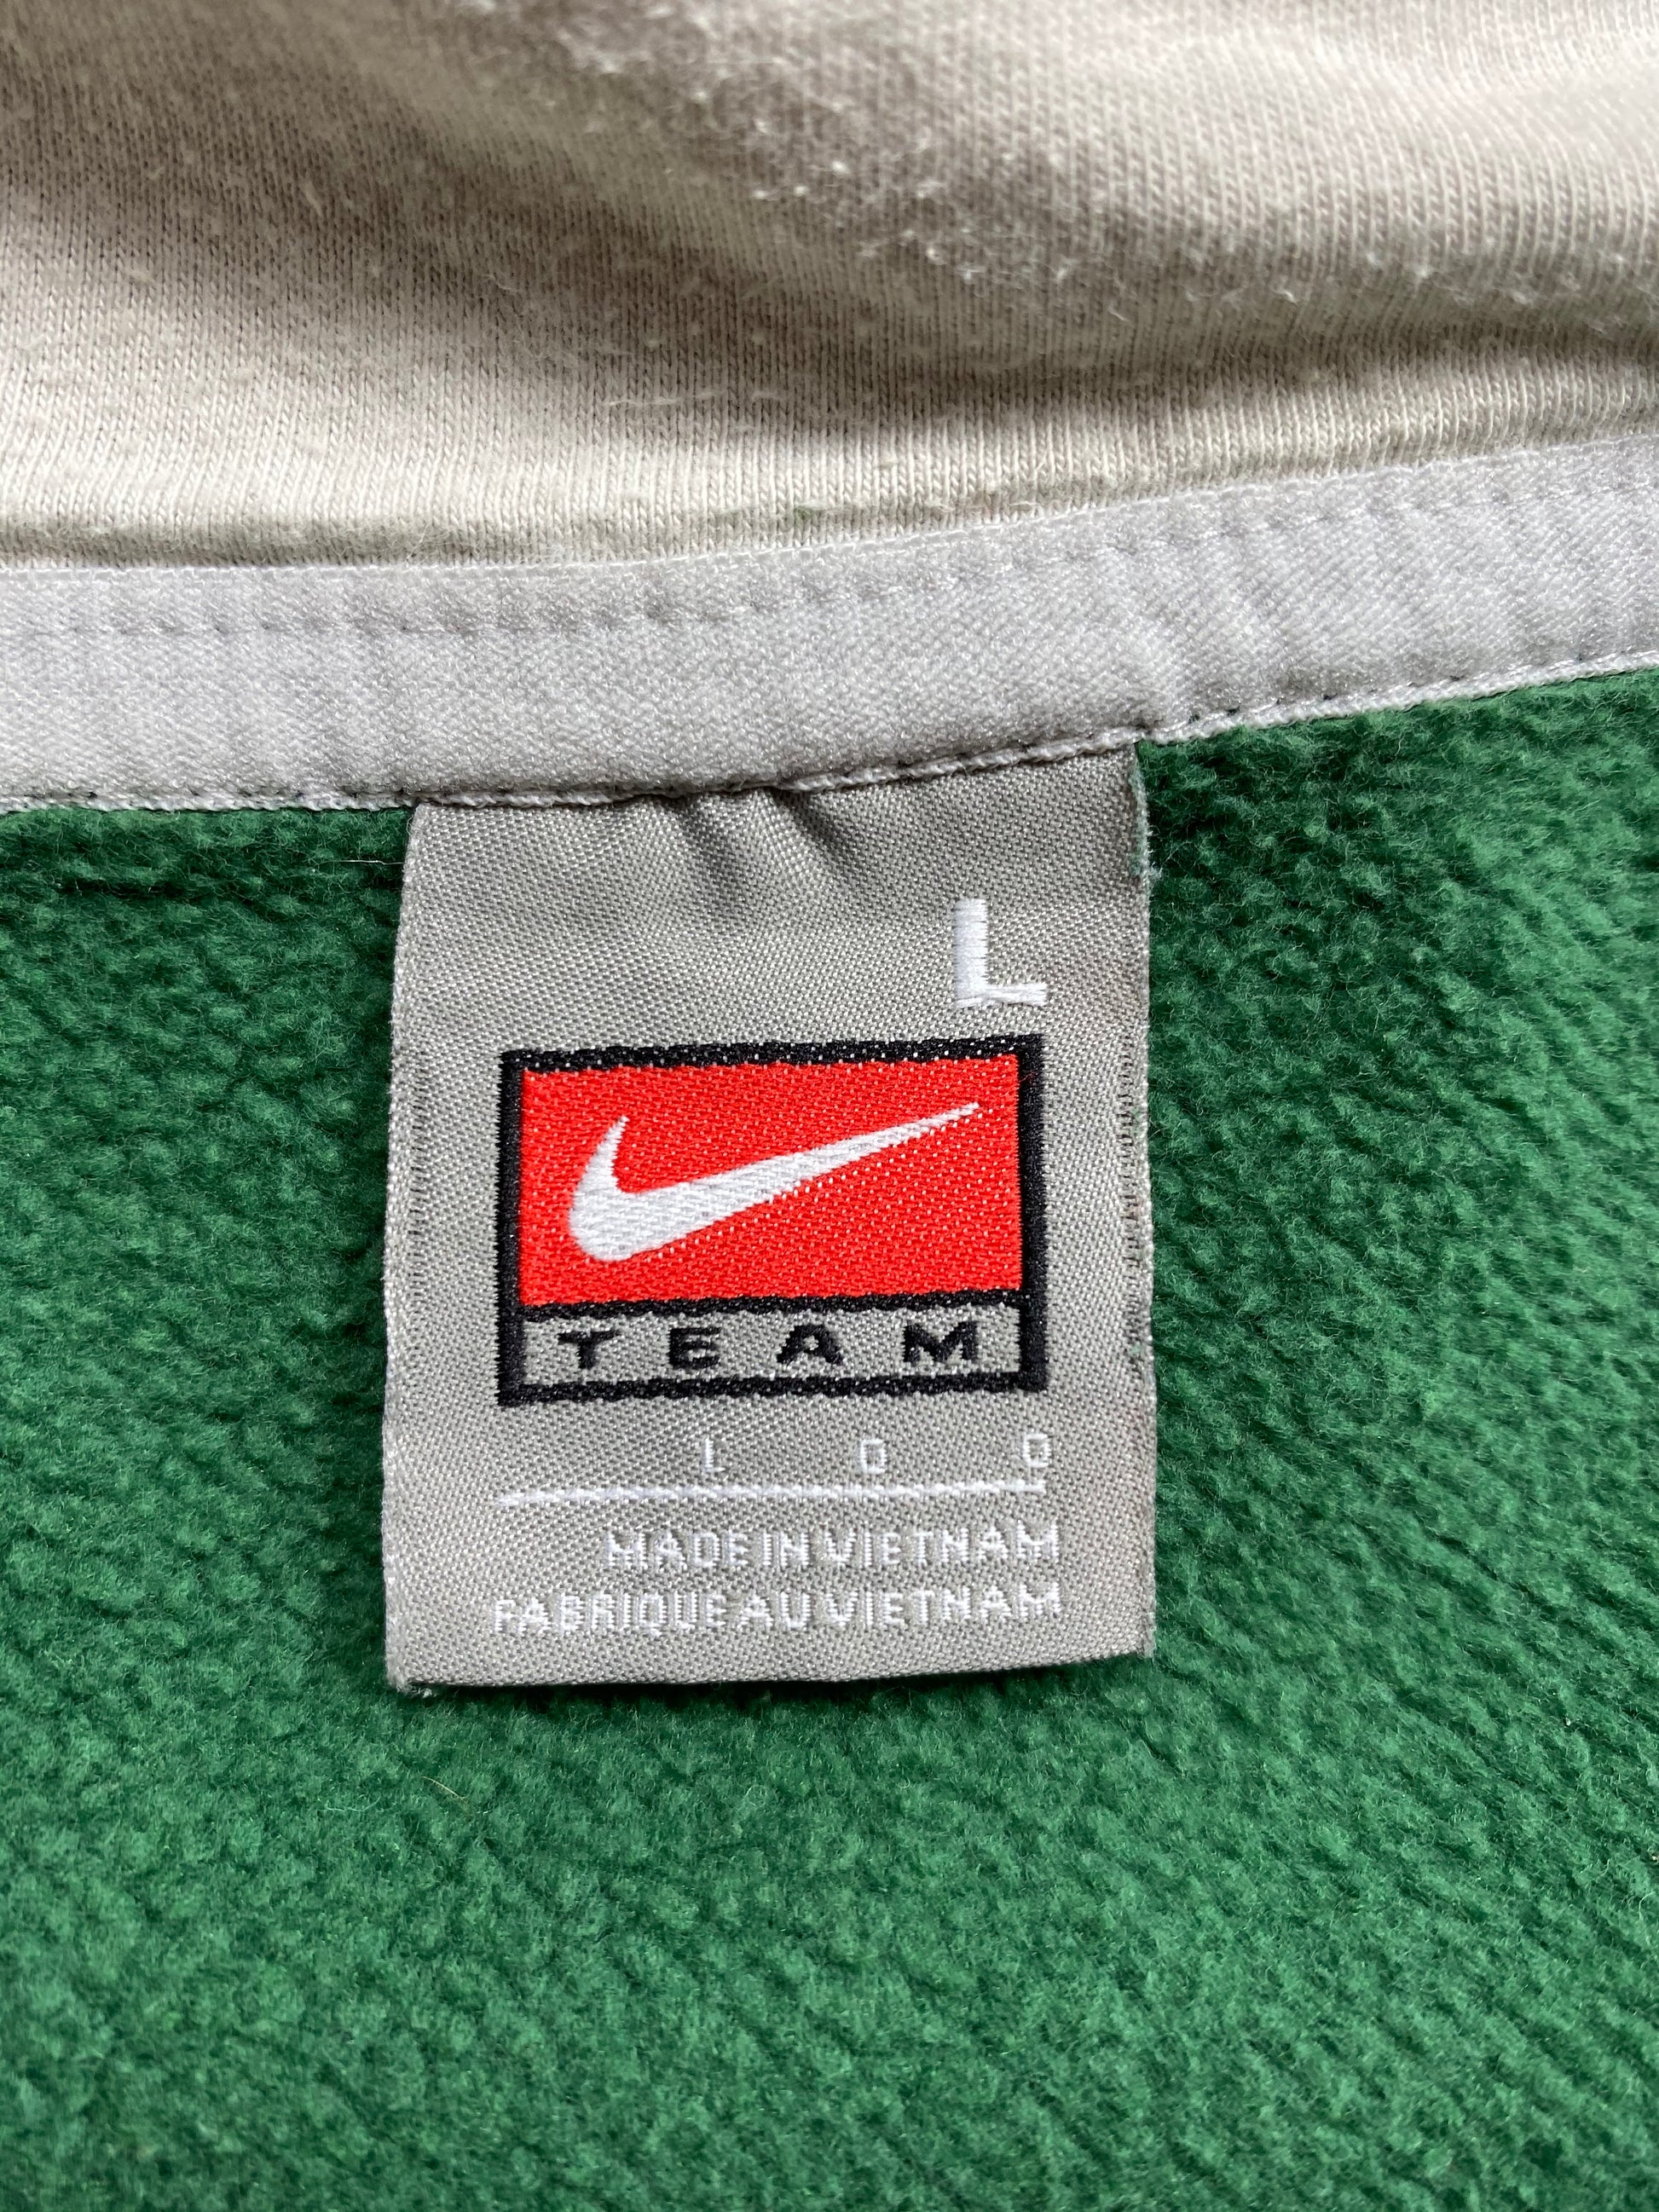 L
TEAM
L O O
MADE IN VIETNAM
FABRIQUE AU VIETNAM